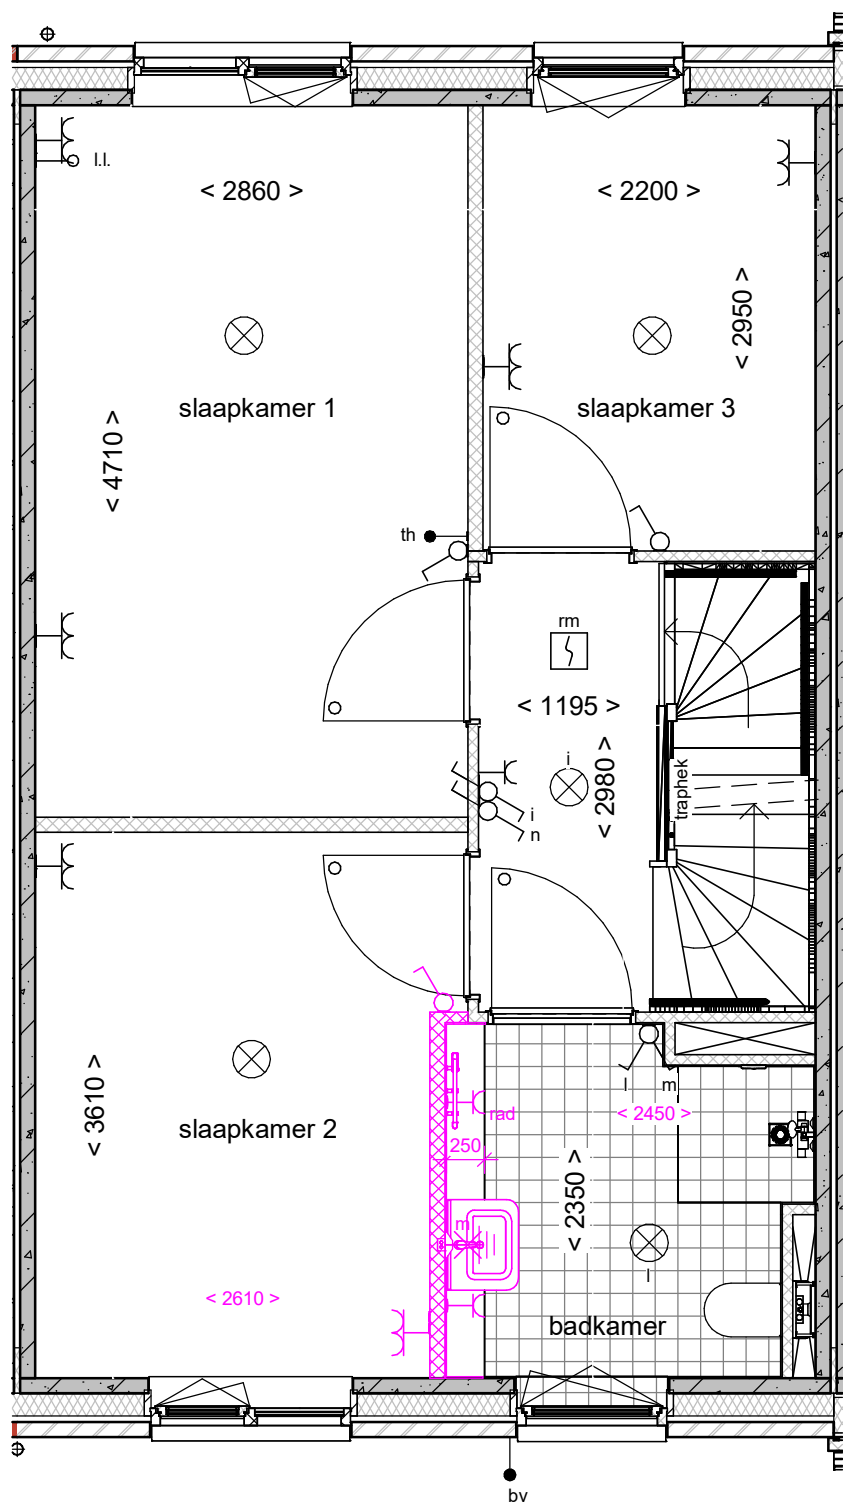 l.l.
< 2860 >
< 2200 >
< 2950 >
slaapkamer 1
slaapkamer 3
< 4710 >
th
rm
< 1195 >
i
< 2980 >
traphek
i
n
l
m
< 3610 >
slaapkamer 2
rad
< 2450 >
250
< 2350 >
m
l
< 2610 >
badkamer
bv